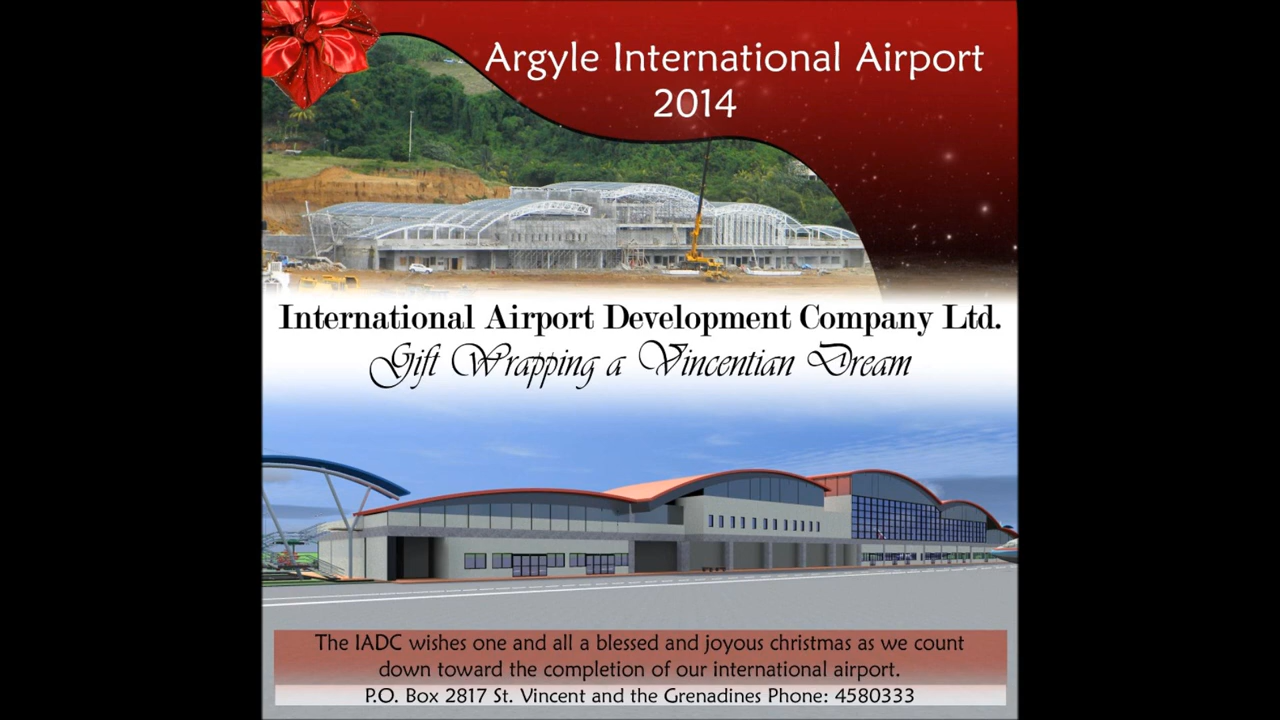 Argyle International Airport
2014
International Airport Development Company Ltd.
Gift Wrapping a Vincentian Dream
The IADC wishes one and all a blessed and joyous christmas as we count
down toward the completion of our international airport.
P.O. Box 2817 St. Vincent and the Grenadines Phone: 4580333